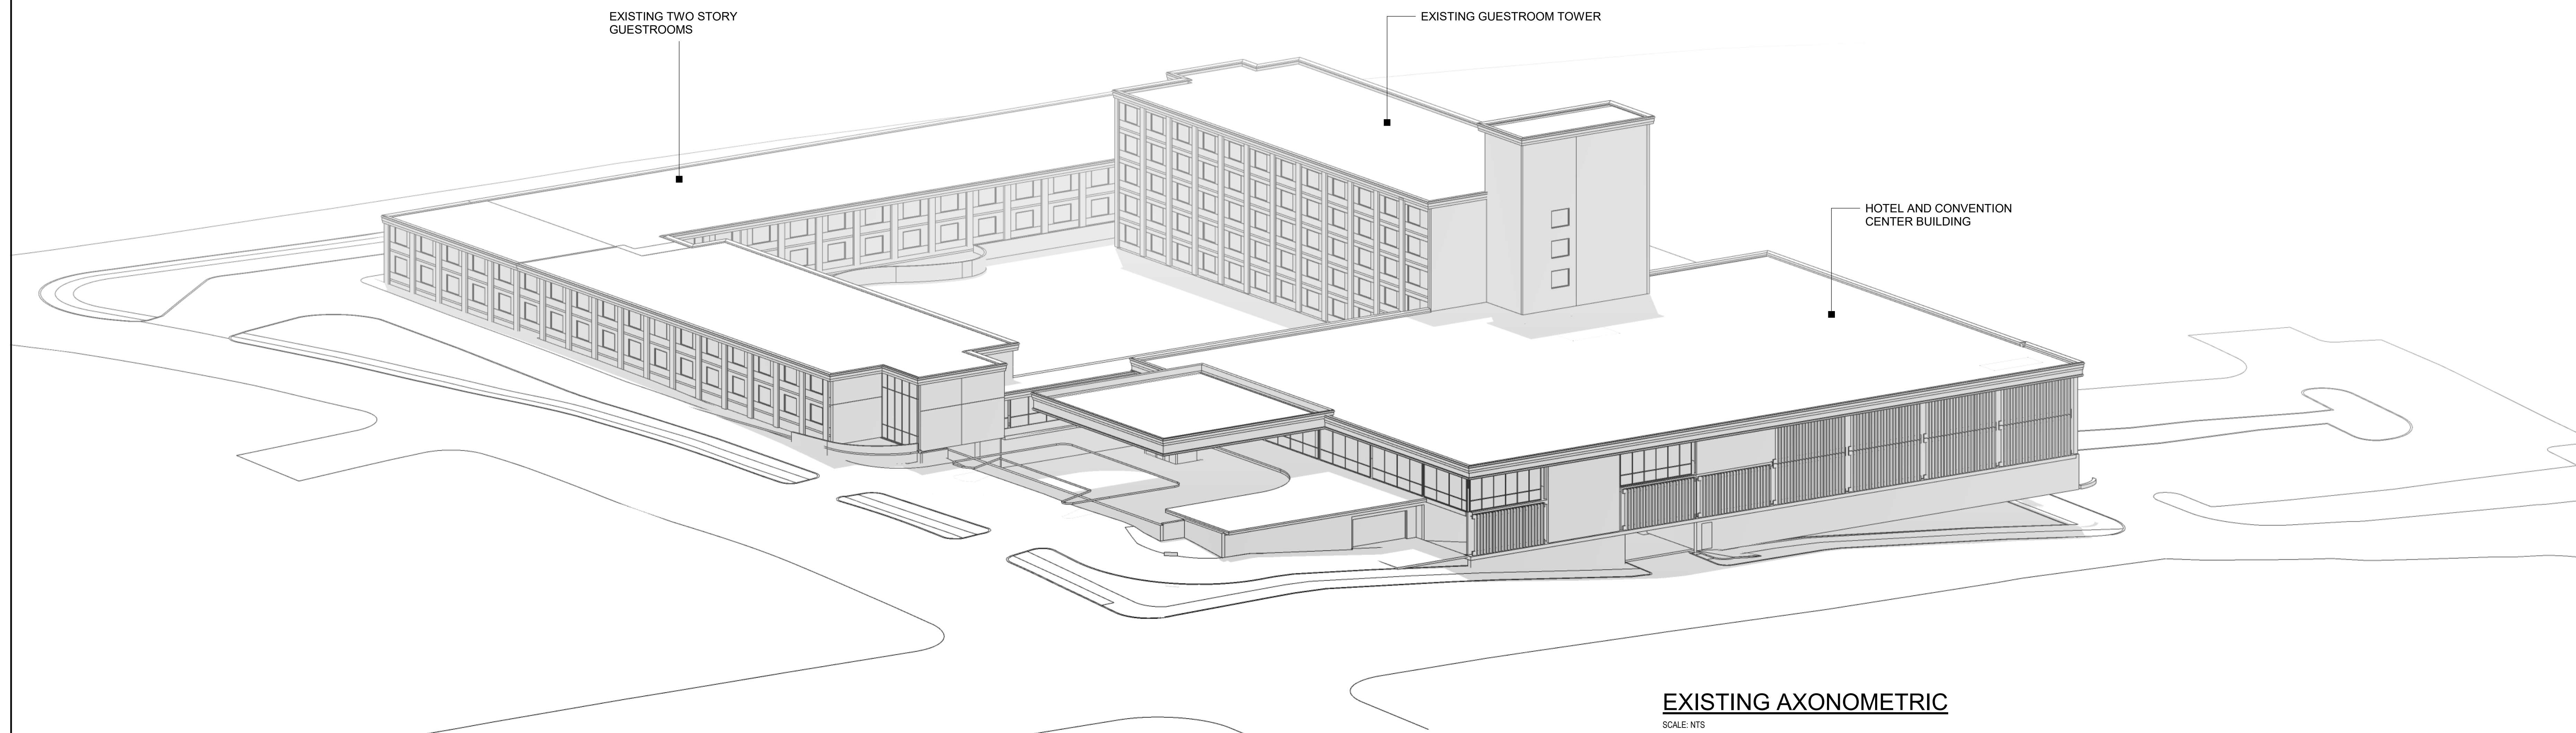 EXISTING TWO STORY
GUESTROOMS
EXISTING GUESTROOM TOWER
HOTEL AND CONVENTION
CENTER BUILDING
EXISTING AXONOMETRIC
SCALE: NTS